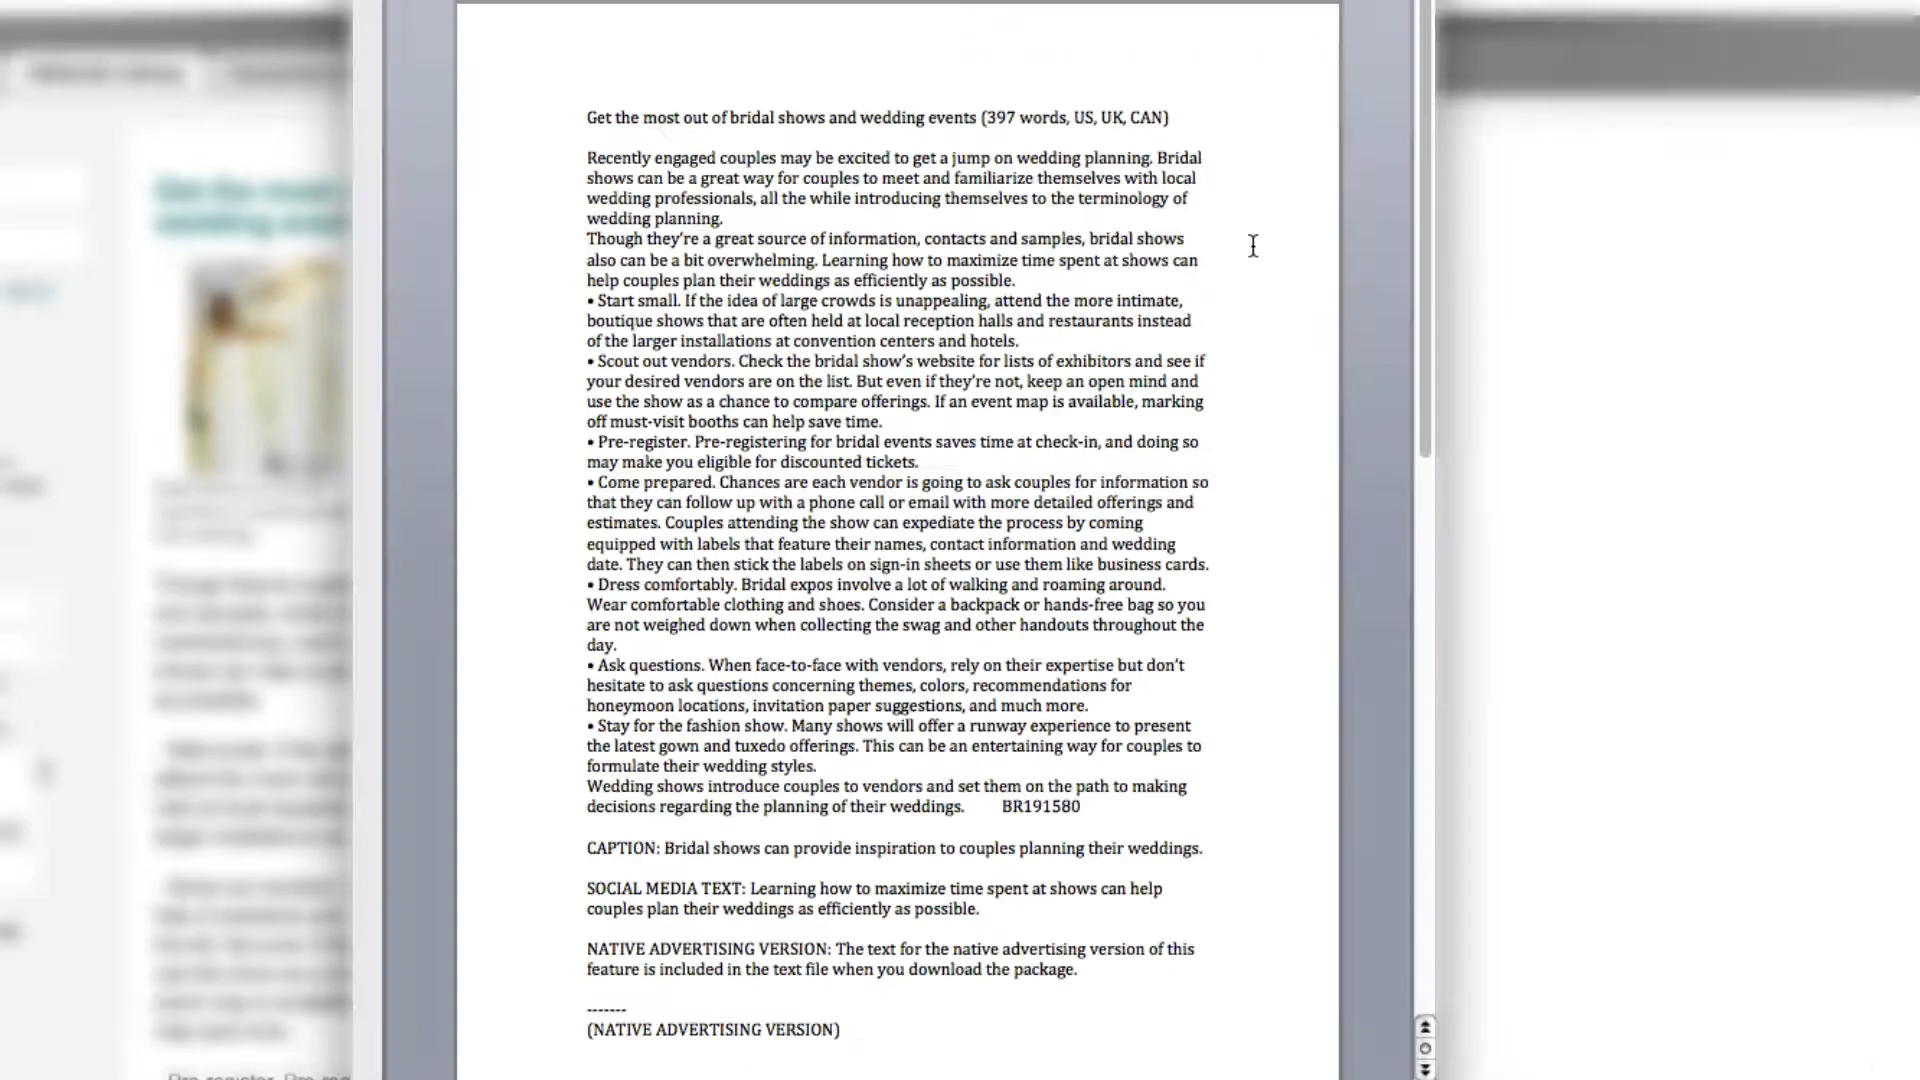 Get the most out of bridal shows and wedding events (397 words, US, UK, CAN)
Recently engaged couples may be excited to get a jump on wedding planning. Bridal
shows can be a great way for couples to meet and familiarize themselves with local
wedding professionals, all the while introducing themselves to the terminology of
wedding planning.
Though they're a great source of information, contacts and samples, bridal shows
also can be a bit overwhelming. Learning how to maximize time spent at shows can
help couples plan their weddings as efficiently as possible.
• Start small. If the idea of large crowds is unappealing, attend the more intimate,
boutique shows that are often held at local reception halls and restaurants instead
of the larger installations at convention centers and hotels.
• Scout out vendors. Check the bridal show's website for lists of exhibitors and see if
your desired vendors are on the list. But even if they're not, keep an open mind and
use the show as a chance to compare offerings. If an event map is available, marking
off must-visit booths can help save time.
• Pre-register. Pre-registering for bridal events saves time at check-in, and doing so
may make you eligible for discounted tickets.
• Come prepared. Chances are each vendor is going to ask couples for information so
that they can follow up with a phone call or email with more detailed offerings and
estimates. Couples attending the show can expediate the process by coming
equipped with labels that feature their names, contact information and wedding
date. They can then stick the labels on sign-in sheets or use them like business cards.
• Dress comfortably. Bridal expos involve a lot of walking and roaming around.
Wear comfortable clothing and shoes. Consider a backpack or hands-free bag so you
are not weighed down when collecting the swag and other handouts throughout the
day.
• Ask questions. When face-to-face with vendors, rely on their expertise but don't
hesitate to ask questions concerning themes, colors, recommendations for
honeymoon locations, invitation paper suggestions, and much more.
• Stay for the fashion show. Many shows will offer a runway experience to present
the latest gown and tuxedo offerings. This can be an entertaining way for couples to
formulate their wedding styles.
Wedding shows introduce couples to vendors and set them on the path to making
decisions regarding the planning of their weddings. BR191580
CAPTION: Bridal shows can provide inspiration to couples planning their weddings.
SOCIAL MEDIA TEXT: Learning how to maximize time spent at shows can help
couples plan their weddings as efficiently as possible.
NATIVE ADVERTISING VERSION: The text for the native advertising version of this
feature is included in the text file when you download the package.
-------
(NATIVE ADVERTISING VERSION)